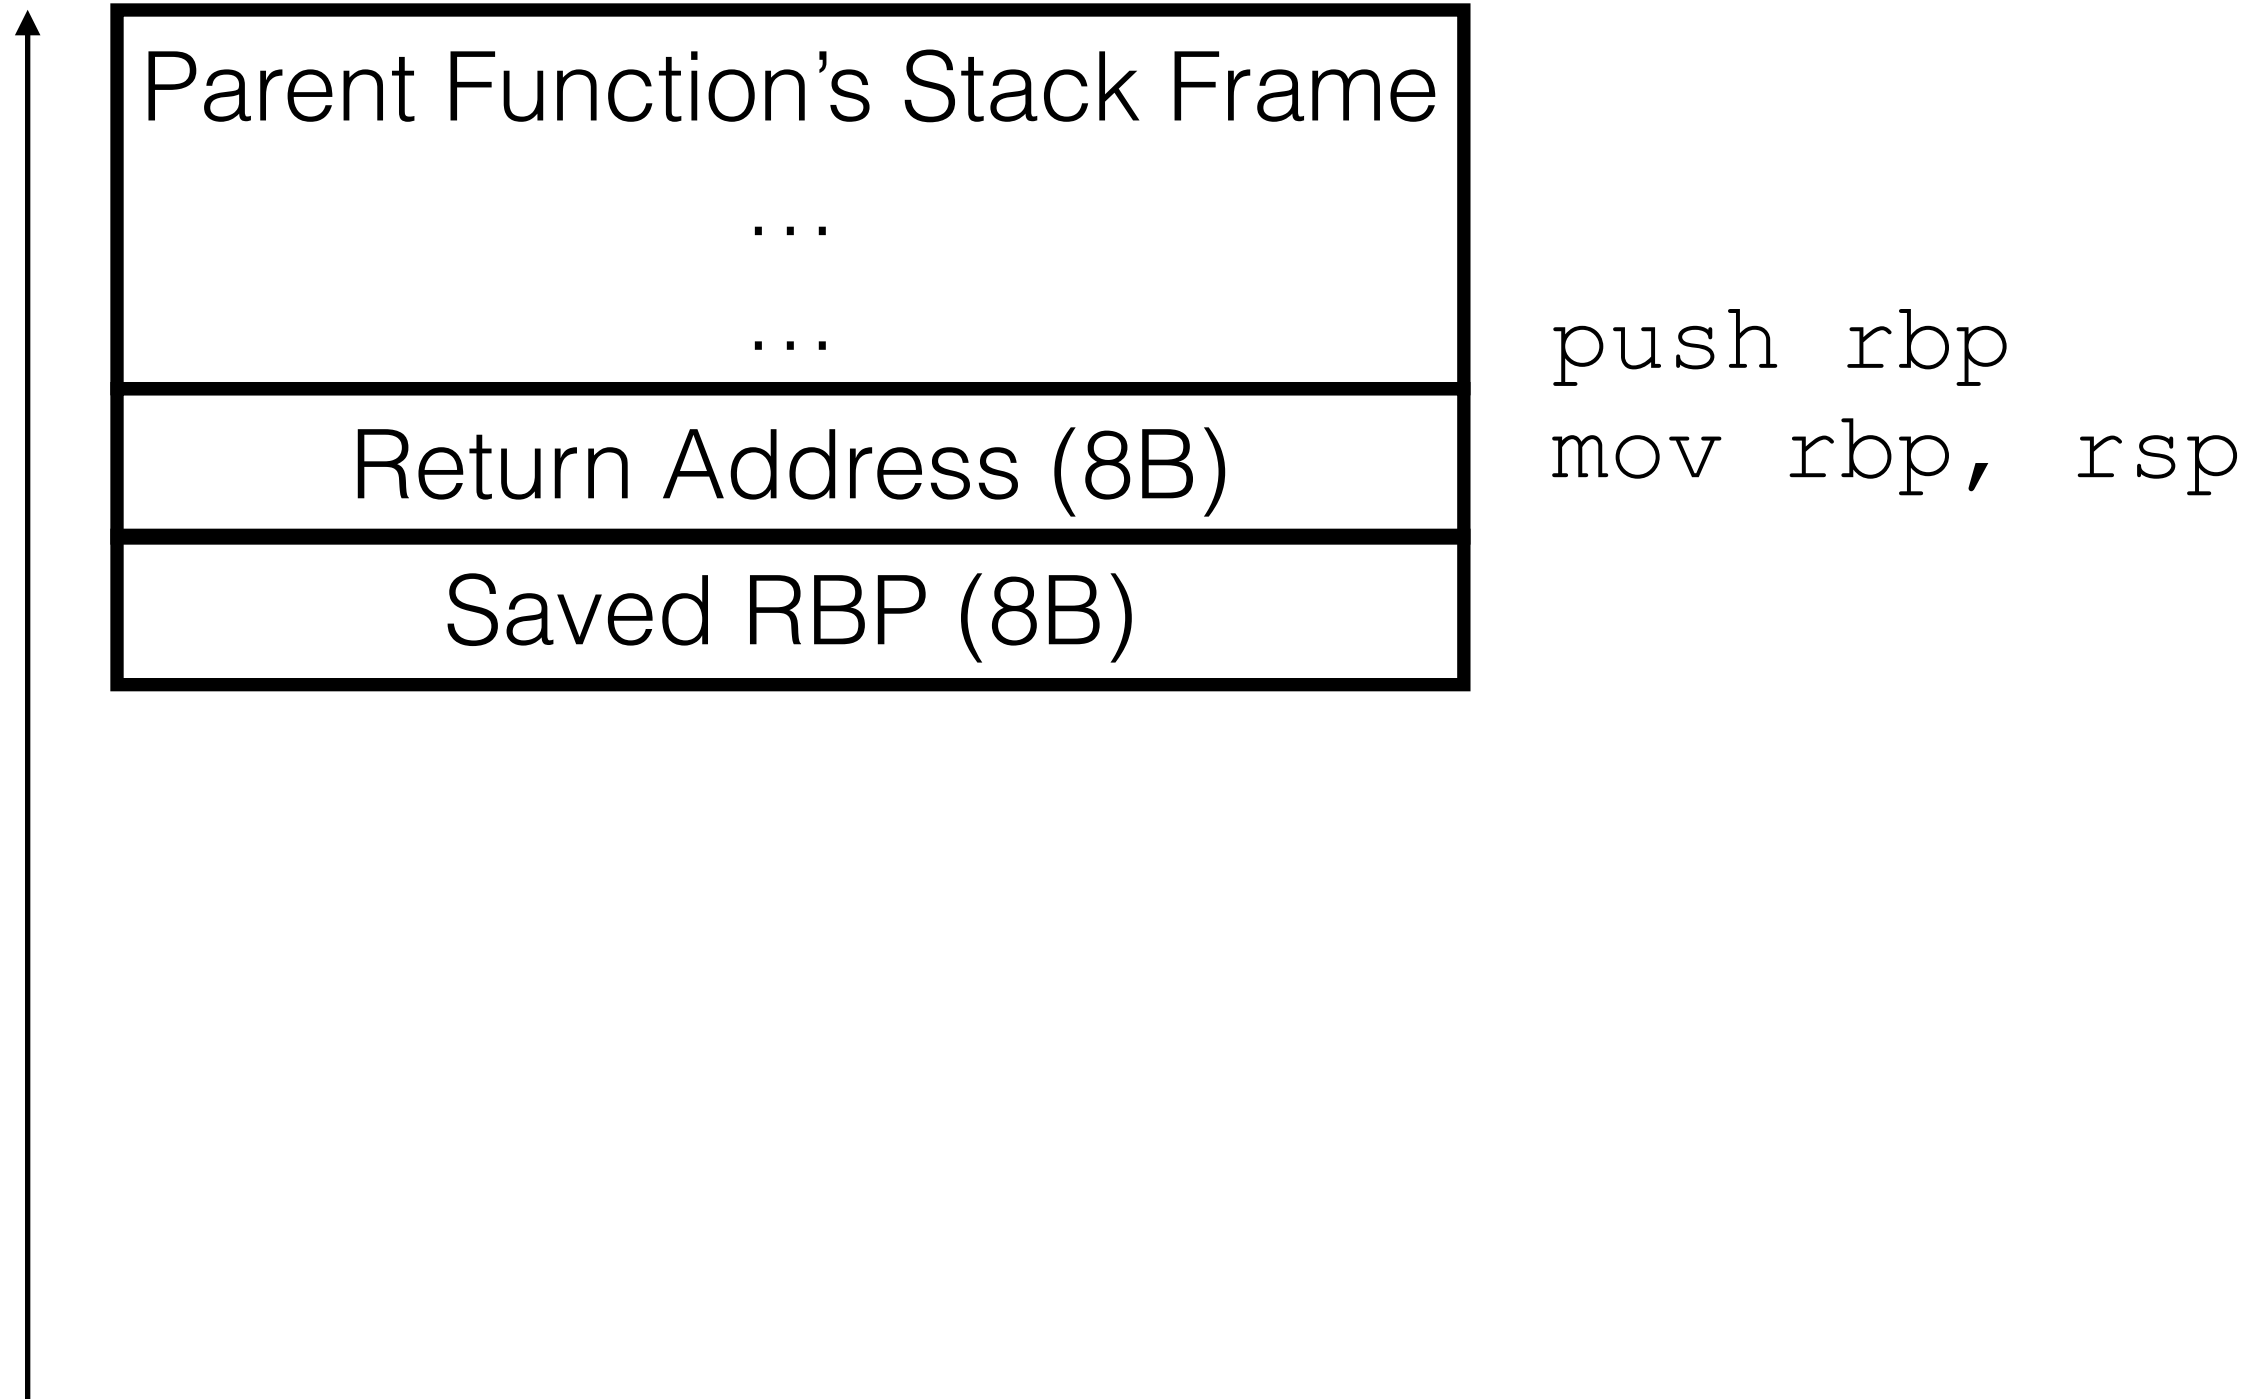 Parent Function’s Stack Frame
…
…
push rbp
Return Address (8B)
mov rbp, rsp
Saved RBP (8B)